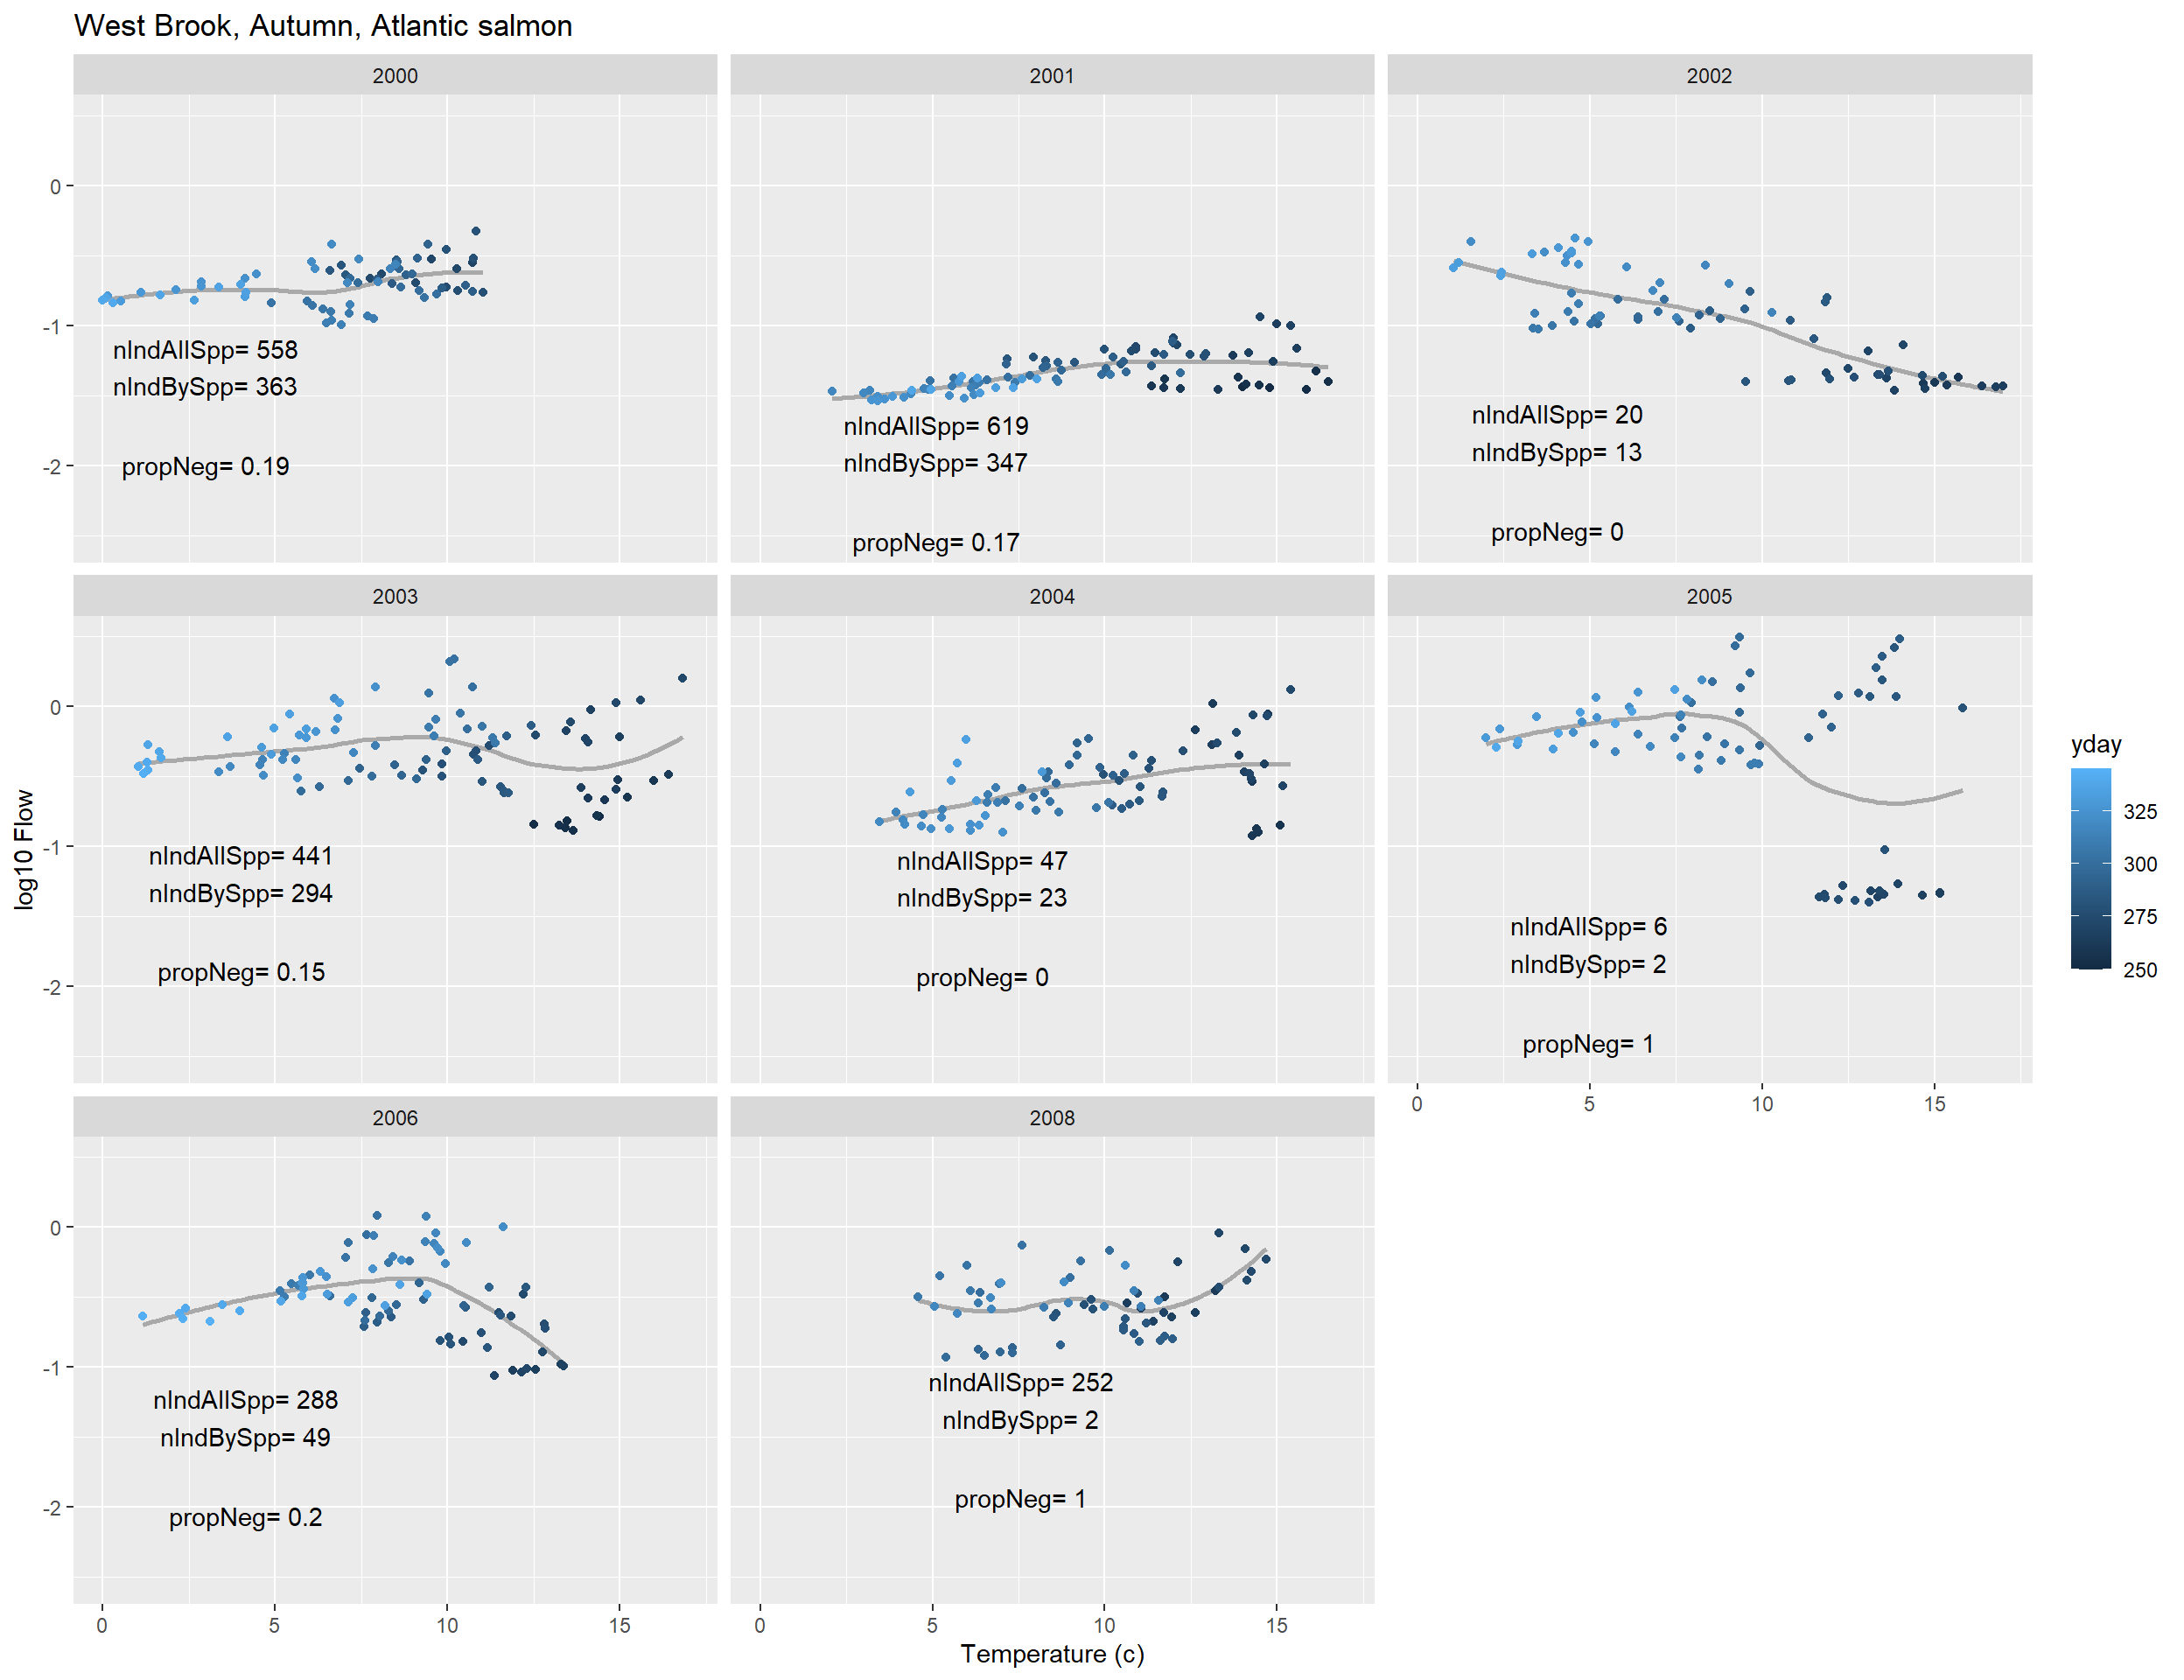 West Brook, Autumn, Atlantic salmon
2000
2001
2002
0
-1
-2
nIndAllSpp= 558
nIndBySpp= 363
propNeg= 0.19
nIndAllSpp= 619
nIndBySpp= 347
propNeg= 0.17
nIndAllSpp= 20
nIndBySpp= 13
propNeg= 0
2003
2004
2005
log10 Flow
0
-1
-2
nIndAllSpp= 441
nIndBySpp= 294
propNeg= 0.15
nIndAllSpp= 47
nIndBySpp= 23
propNeg= 0
nIndAllSpp= 6
nIndBySpp= 2
propNeg= 1
0 5 10 15
yday
325
300
275
250
2006
2008
0
-1
-2
nIndAllSpp= 288
nIndBySpp= 49
propNeg= 0.2
nIndAllSpp= 252
nIndBySpp= 2
propNeg= 1
0 5 10 15
0 5 10 15
Temperature (c)